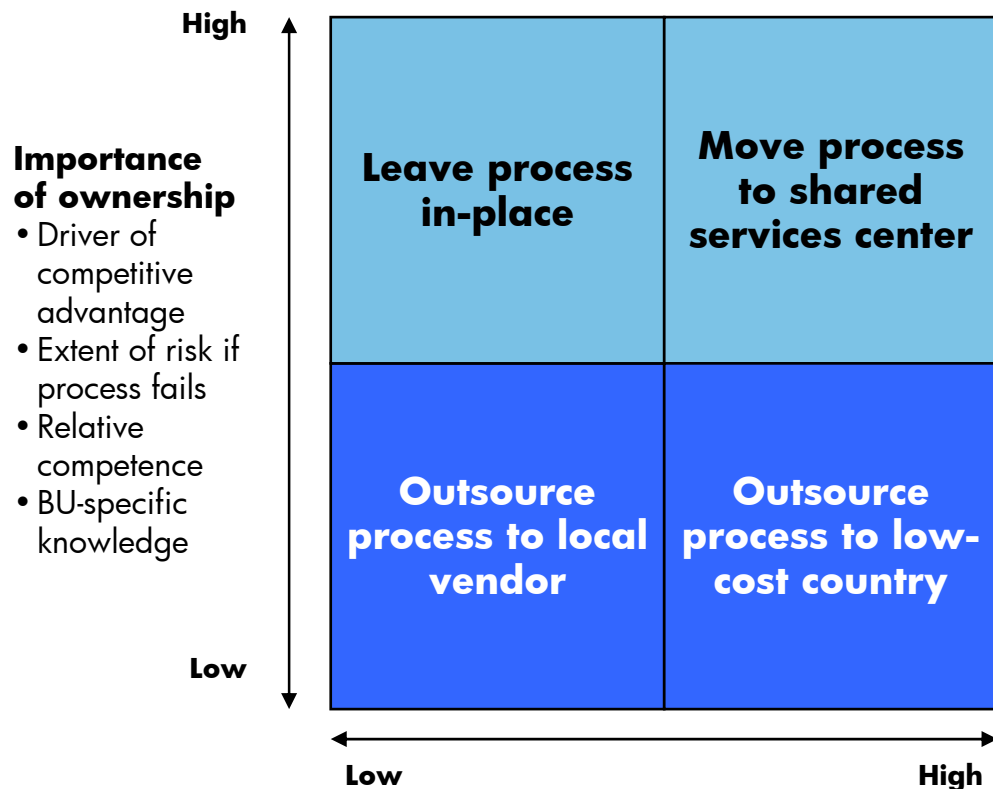 High
Importance
of ownership
• Driver of
competitive
advantage
• Extent of risk if
process fails
• Relative
competence
• BU-specific
knowledge
Low
Leave process
in-place
Move process
to shared
services center
Outsource
process to local
vendor
Outsource
process to low-
cost country
Low
High